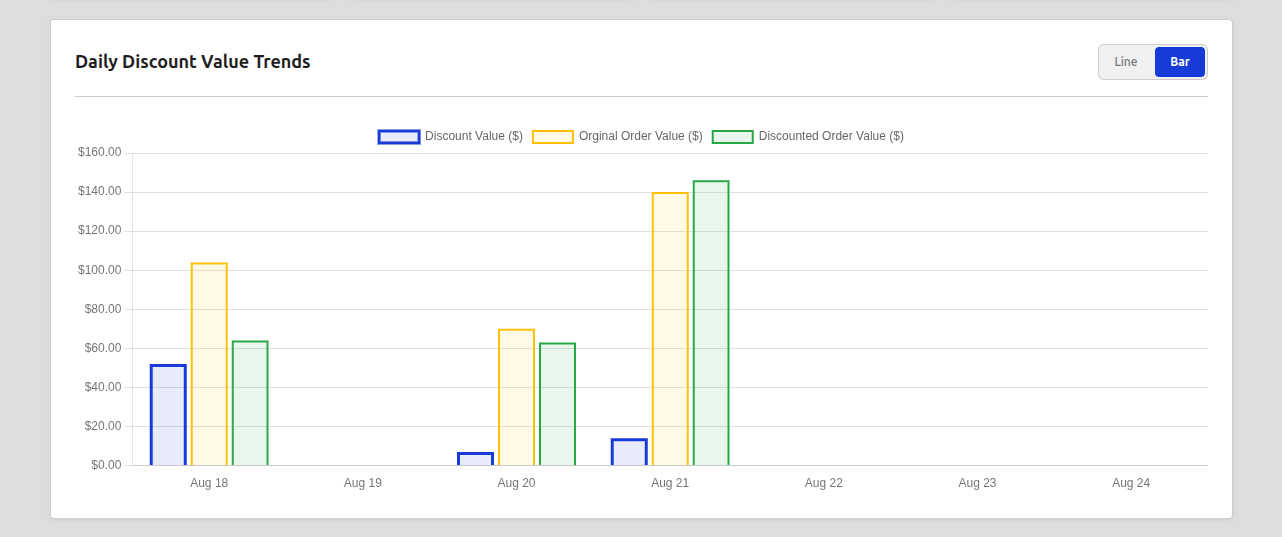 Daily Discount Value Trends
Line Bar
Discount Value ($) Orginal Order Value ($) Discounted Order Value ($)
$160.00
$140.00
$120.00
$100.00
$80.00
$60.00
$40.00
$20.00
$0.00
Aug 18 Aug 19 Aug 20 Aug 21 Aug 22 Aug 23 Aug 24